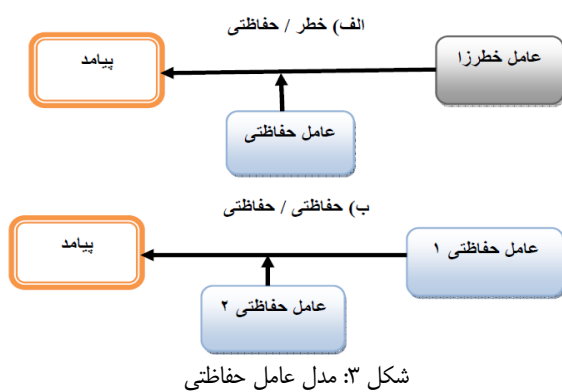 الف) خطر / حفاظتی
عامل خطرزا
پیامد
عامل حفاظتی
ب) حفاظتی / حفاظتی
عامل حفاظتی ۱
پیامد
عامل حفاظتی ۲
شکل ۳: مدل عامل حفاظتی